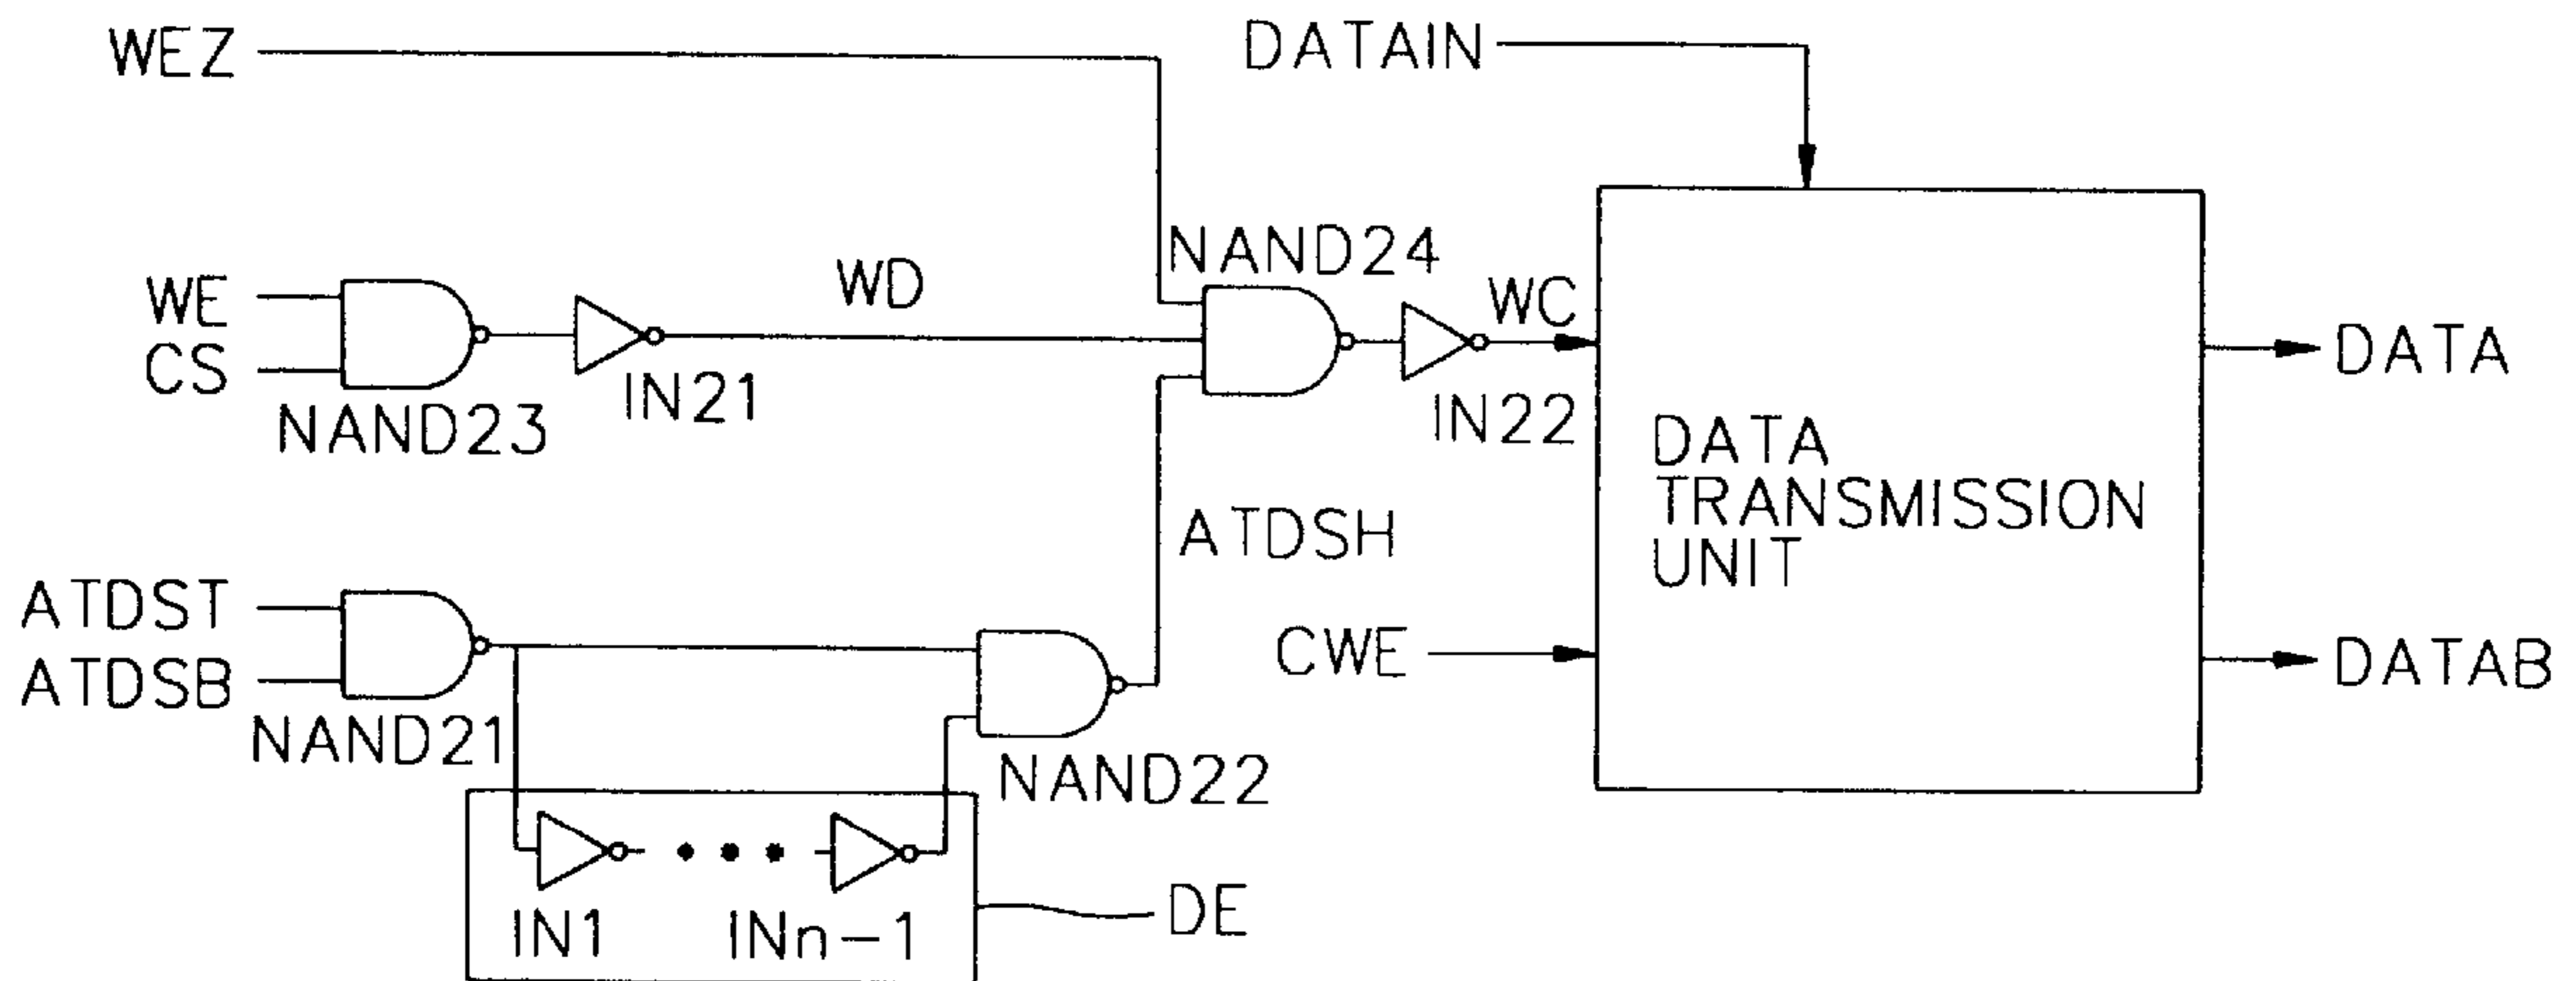 WEZ
DATAIN
NAND24
WE
CS
WD
WC
NAND23
IN21
IN22
DATA
DATA
TRANSMISSION
UNIT
ATDSH
ATDST
ATDSB
CWE
DATAB
NAND21
NAND22
IN1
INn-1
DE